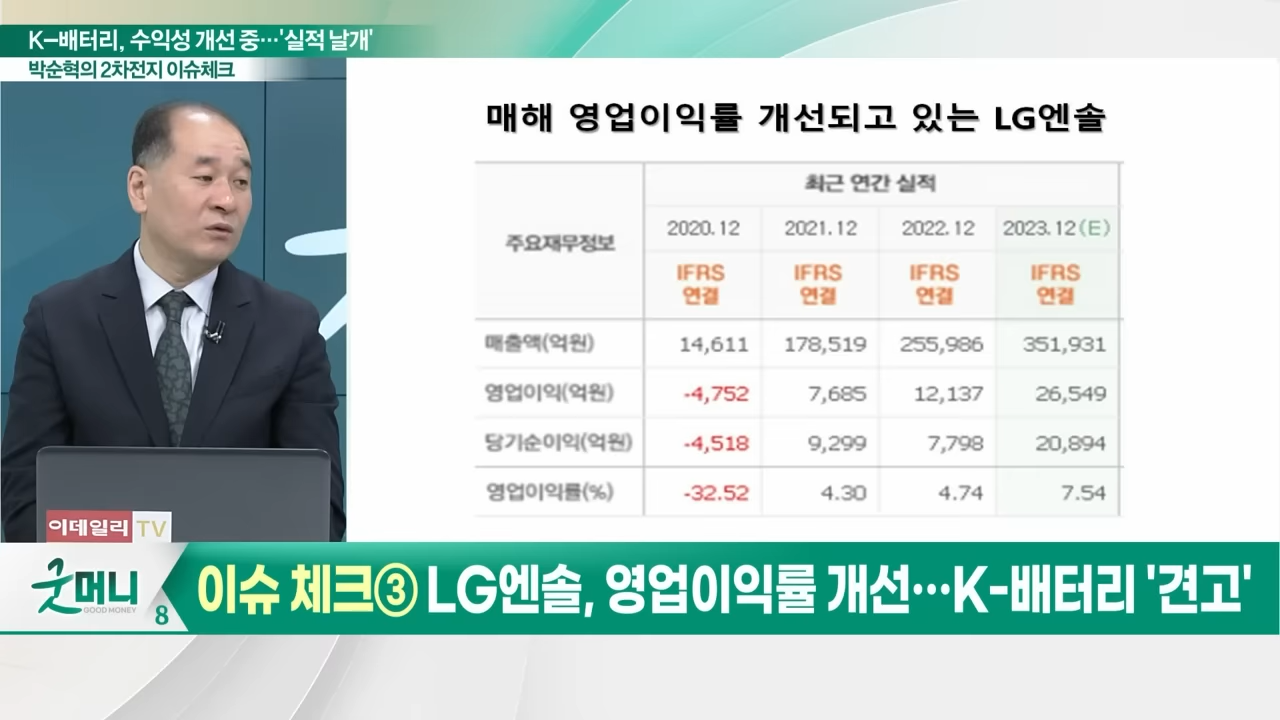 K-배터리, 수익성 개선 중…'실적 날개'
박순혁의 2차전지 이슈체크
매해 영업이익률 개선되고 있는 LG엔솔
주요재무정보 최근 연간 실적
2020.12 2021.12 2022.12 2023.12(E)
IFRS 연결 IFRS 연결 IFRS 연결 IFRS 연결
매출액(억원) 14,611 178,519 255,986 351,931
영업이익(억원) -4,752 7,685 12,137 26,549
당기순이익(억원) -4,518 9,299 7,798 20,894
영업이익률(%) -32.52 4.30 4.74 7.54
이데일리 TV
굿머니
GOOD MONEY
8
이슈 체크③ LG엔솔, 영업이익률 개선…K-배터리 '견고'